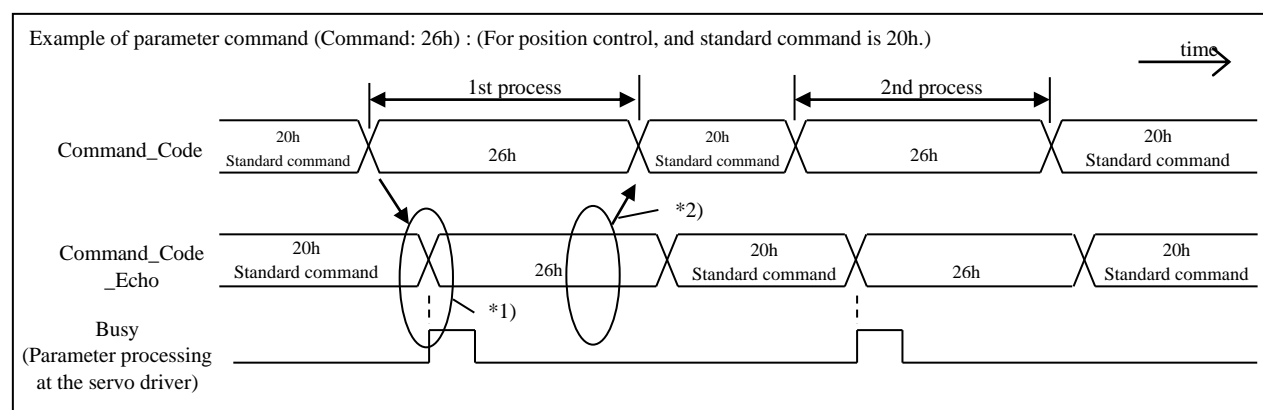 Example of parameter command (Command: 26h) : (For position control, and standard command is 20h.)
time
1st process
2nd process
Command_Code
20h
Standard command
26h
20h
Standard command
26h
20h
Standard command
*2)
Command_Code
_Echo
20h
Standard command
26h
20h
Standard command
26h
20h
Standard command
*1)
Busy
(Parameter processing
at the servo driver)